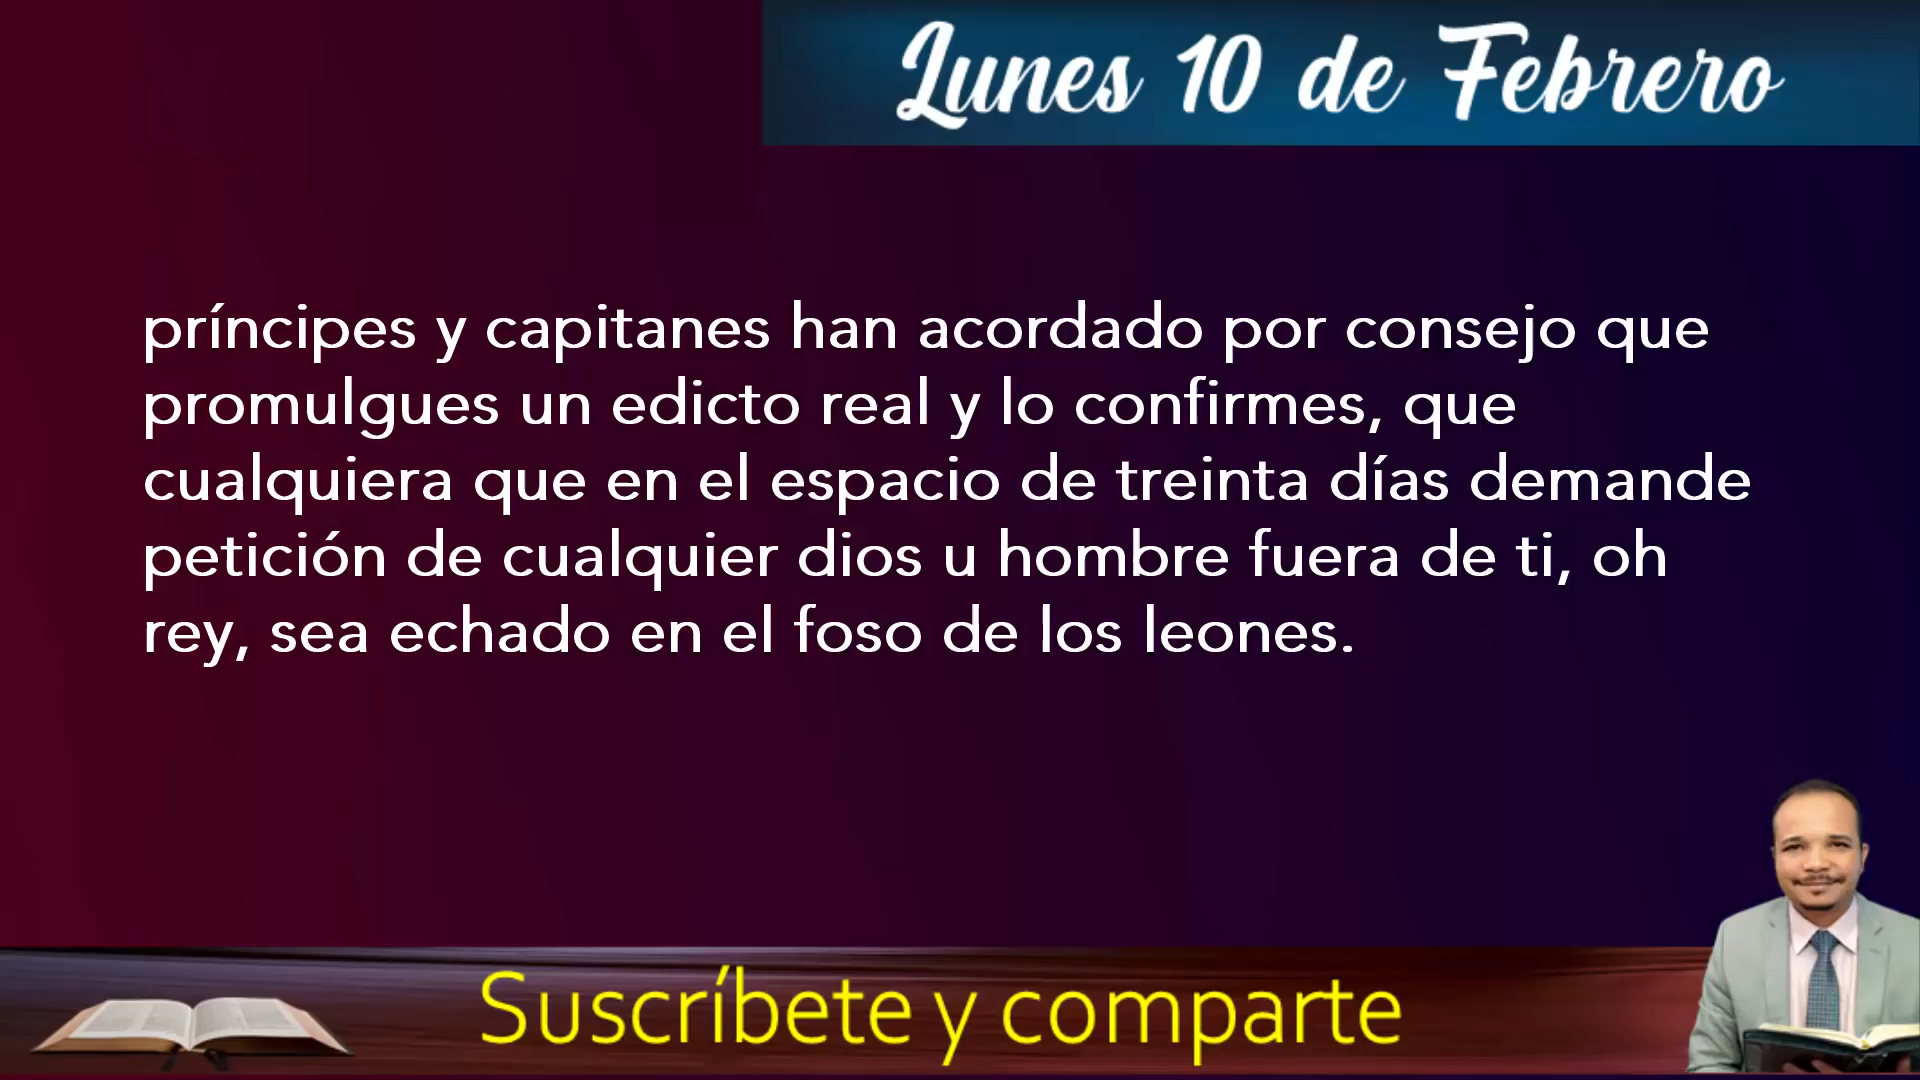 Lunes 10 de Febrero
príncipes y capitanes han acordado por consejo que
promulgues un edicto real y lo confirmes, que
cualquiera que en el espacio de treinta días demande
petición de cualquier dios u hombre fuera de ti, oh
rey, sea echado en el foso de los leones.
Suscríbete y comparte